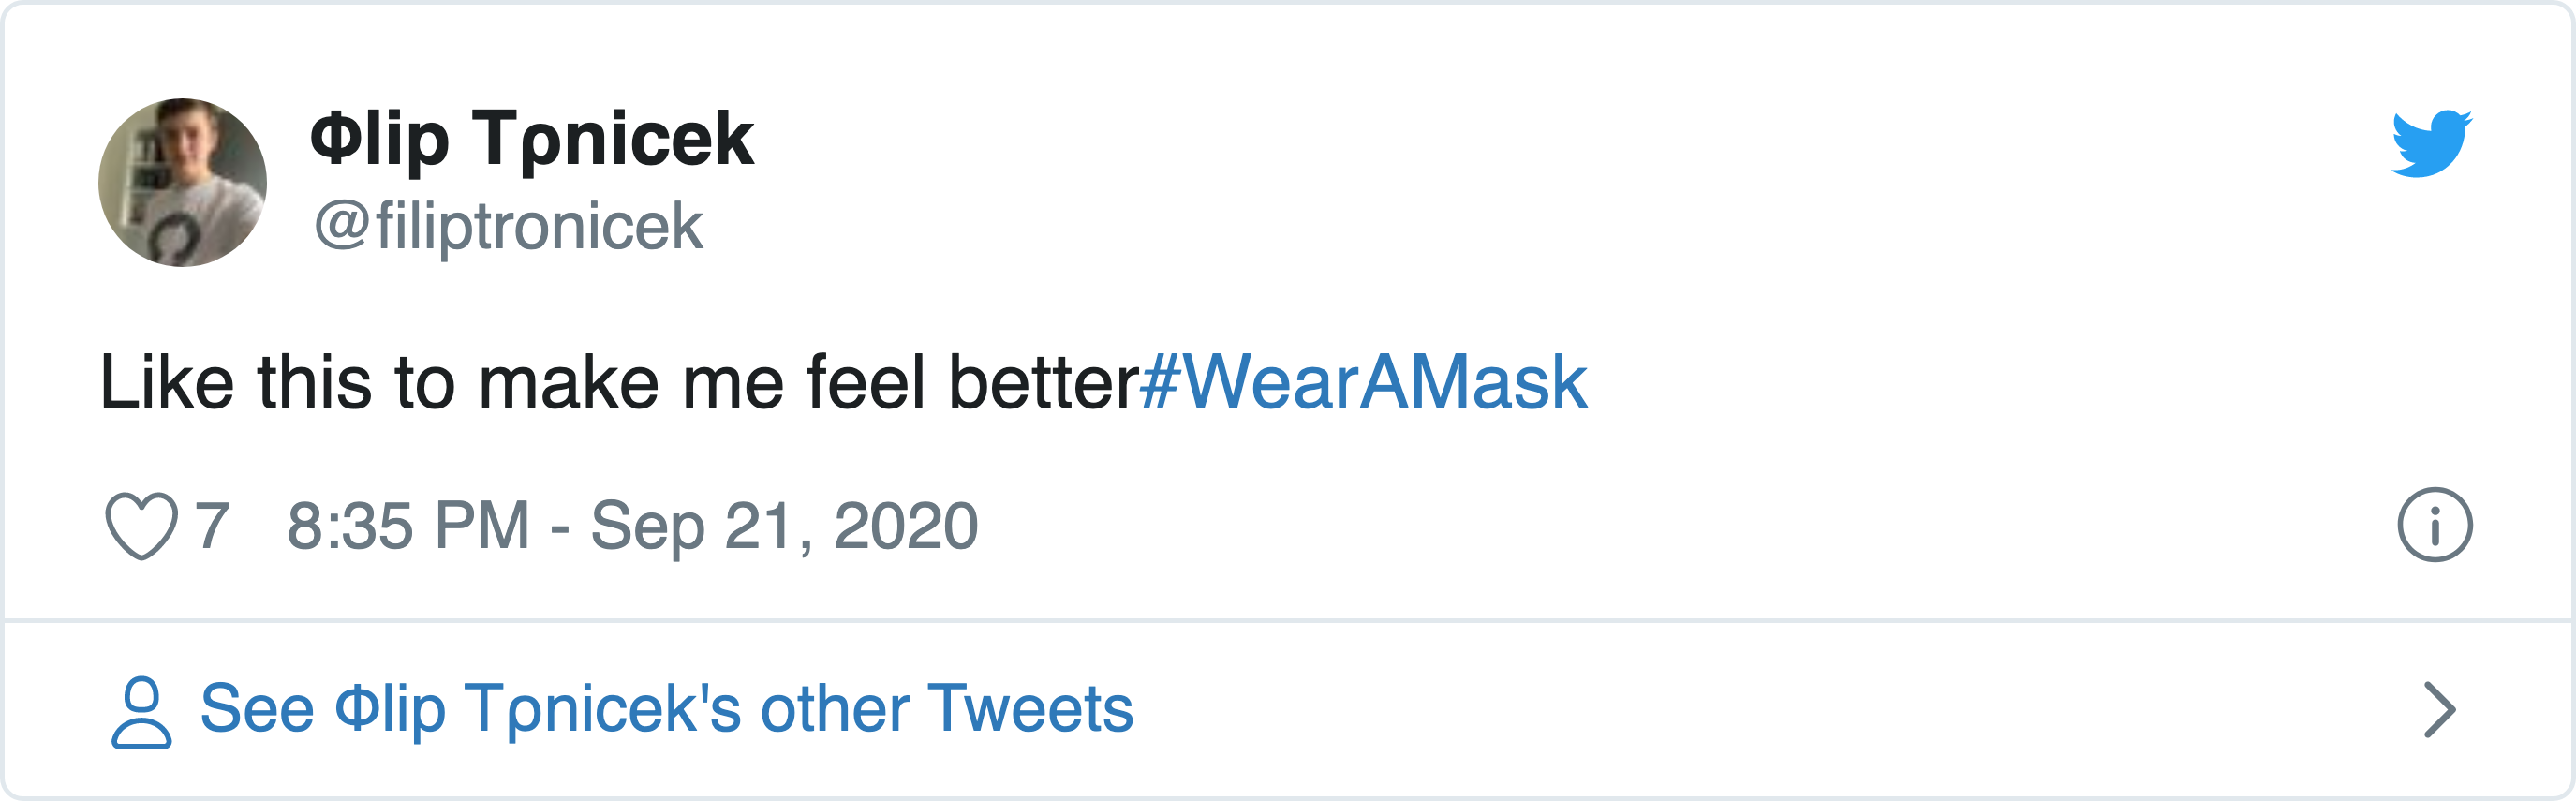 Φlip Tρnicek
@filiptronicek
Like this to make me feel better#WearAMask
7 8:35 PM - Sep 21, 2020
See Φlip Tρnicek's other Tweets